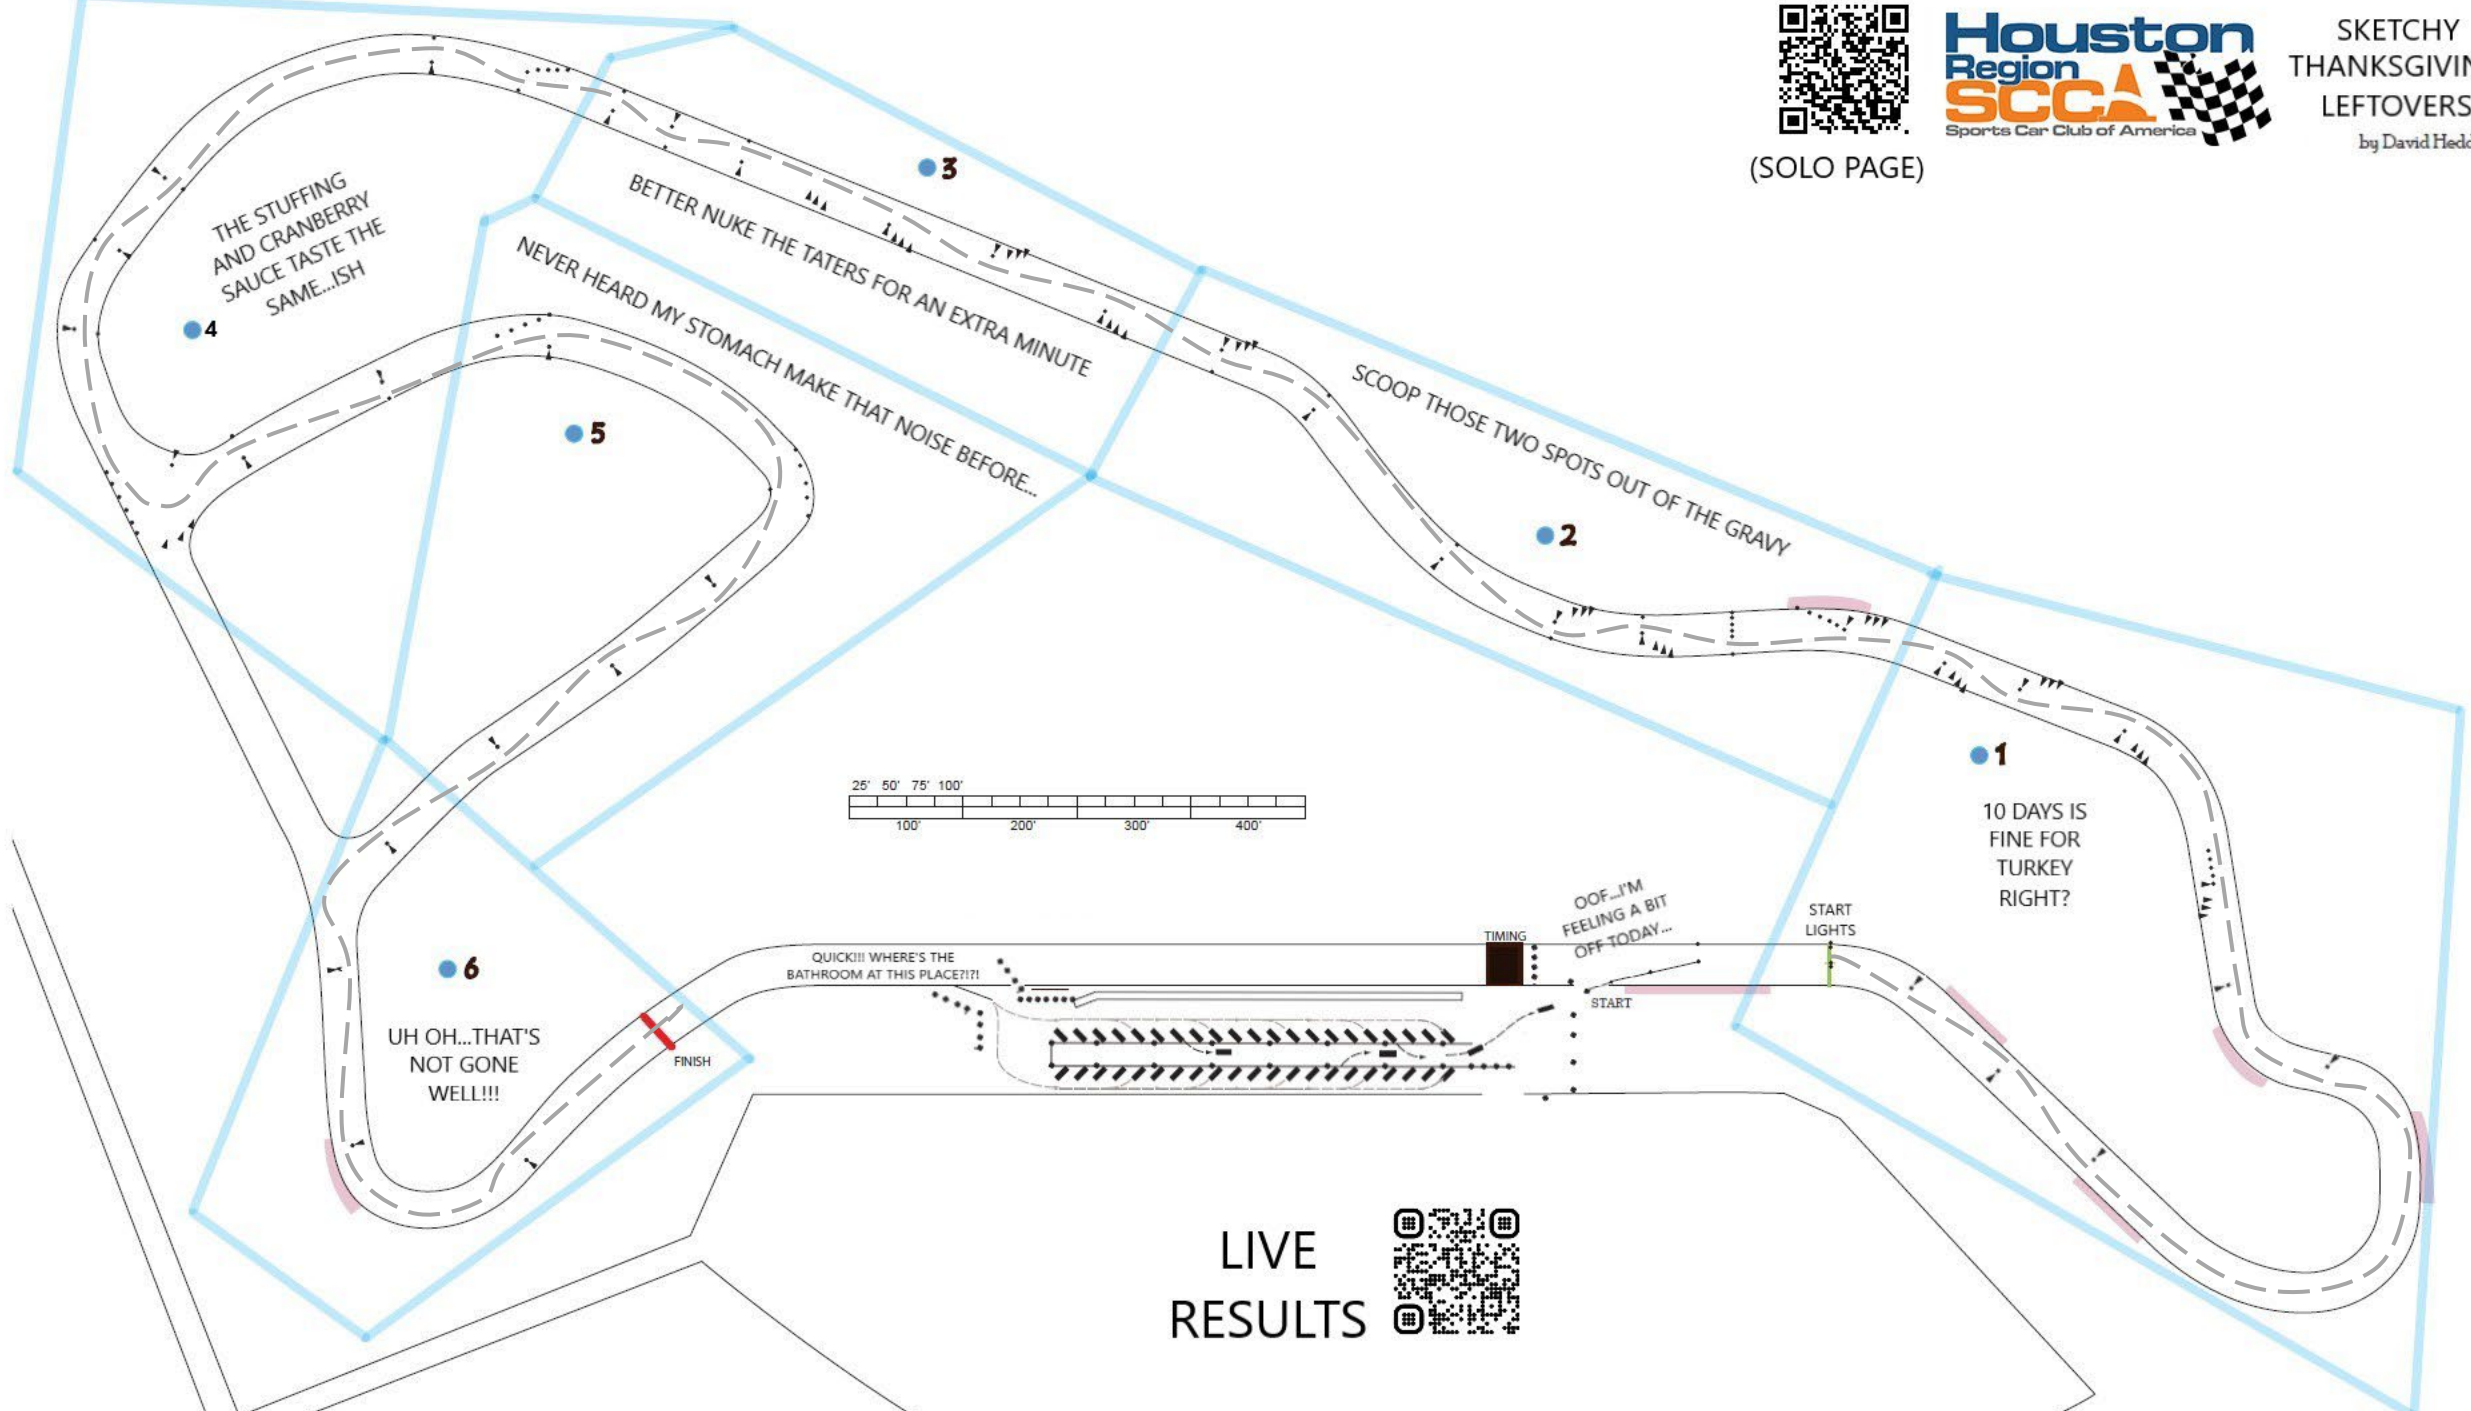 (SOLO PAGE)
Houston
Region
SCCA
Sports Car Club of America
SKETCHY
LEFTOVERS
by David
3
BETTER NUKE THE TATERS FOR AN EXTRA MINUTE
THE STUFFING
AND CRANBERRY
SAUCE TASTE THE
SAME...ISH
4
NEVER HEARD MY STOMACH MAKE THAT NOISE BEFORE...
5
SCOOP THOSE TWO SPOTS OUT OF THE GRAVY
2
1
10 DAYS IS
FINE FOR
TURKEY
RIGHT?
25' 50' 75' 100'
100' 200' 300' 400'
OOF...I'M
FEELING A BIT
OFF TODAY...
START
LIGHTS
TIMING
START
QUICK!!! WHERE'S THE
BATHROOM AT THIS PLACE?!?!
6
UH OH...THAT'S
NOT GONE
WELL!!!
FINISH
LIVE
RESULTS